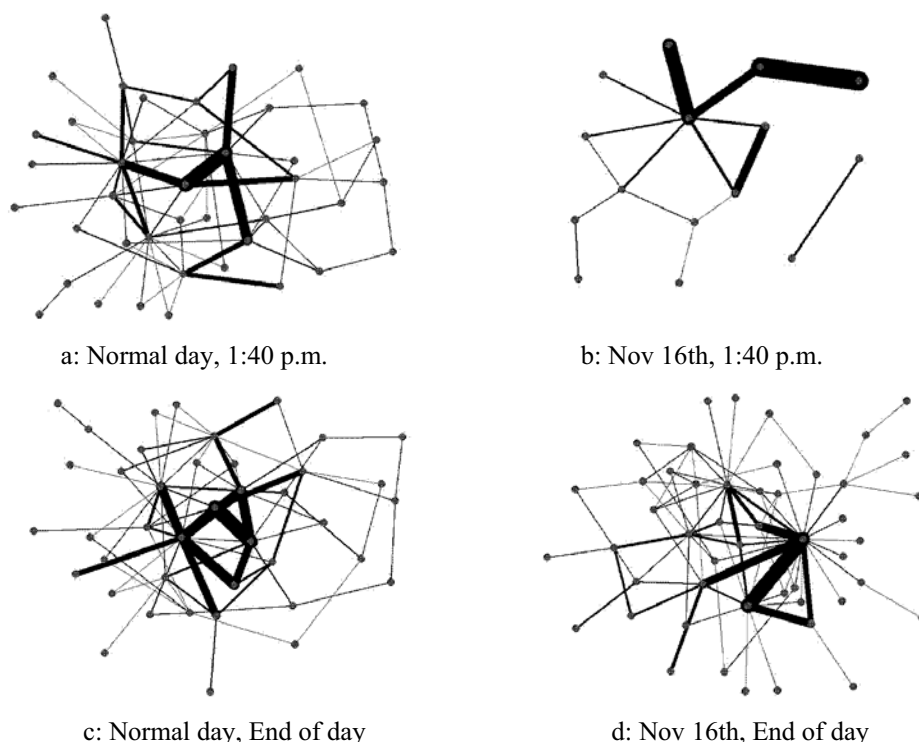 a: Normal day, 1:40 p.m.
b: Nov 16th, 1:40 p.m.
c: Normal day, End of day
d: Nov 16th, End of day